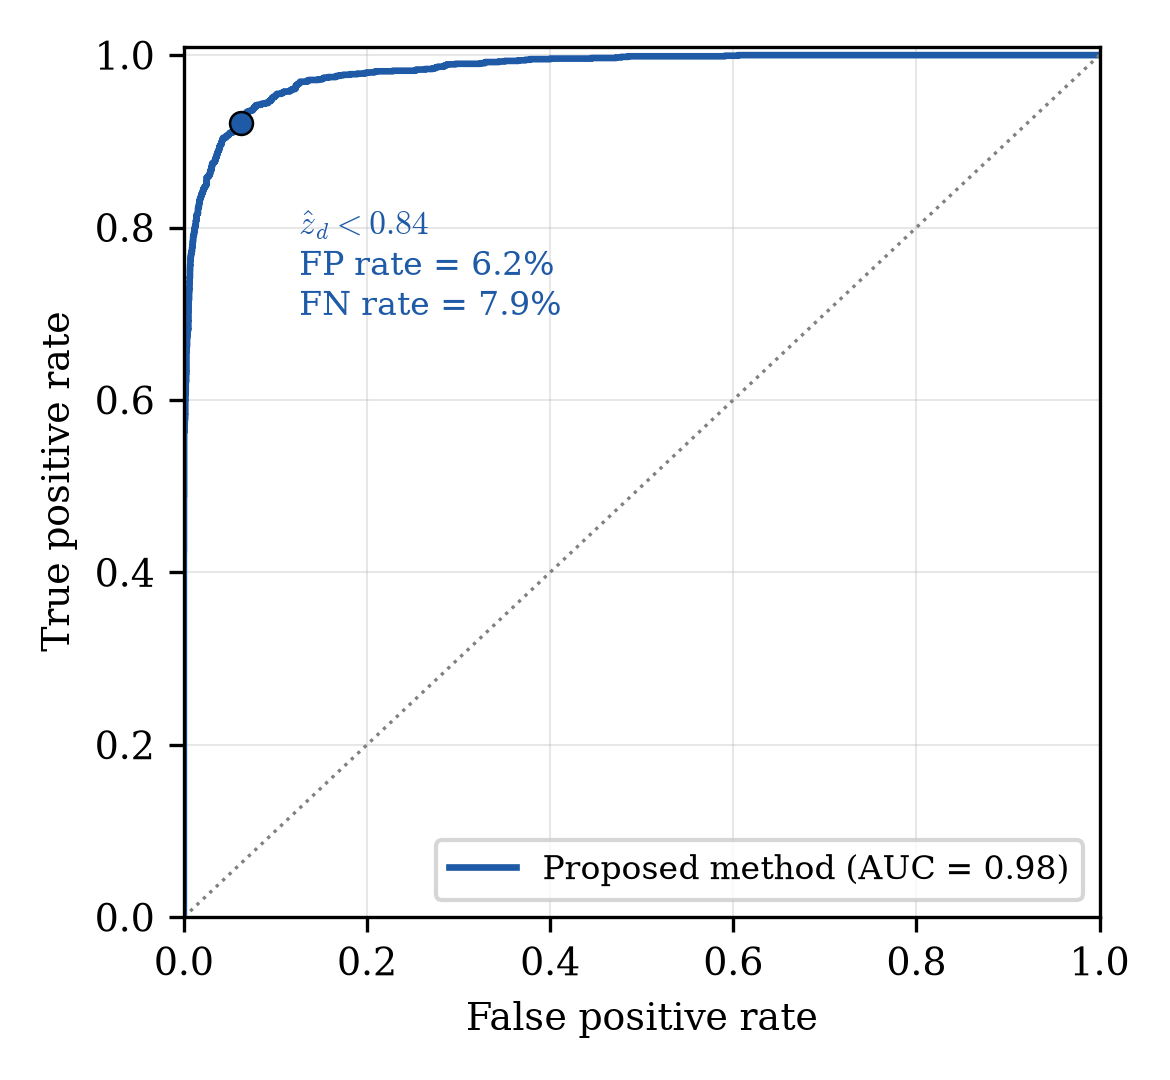 1.0
0.8
0.6
0.4
0.2
0.0
True positive rate
$\hat{z}_d < 0.84$
FP rate = 6.2%
FN rate = 7.9%
Proposed method (AUC = 0.98)
0.0 0.2 0.4 0.6 0.8 1.0
False positive rate